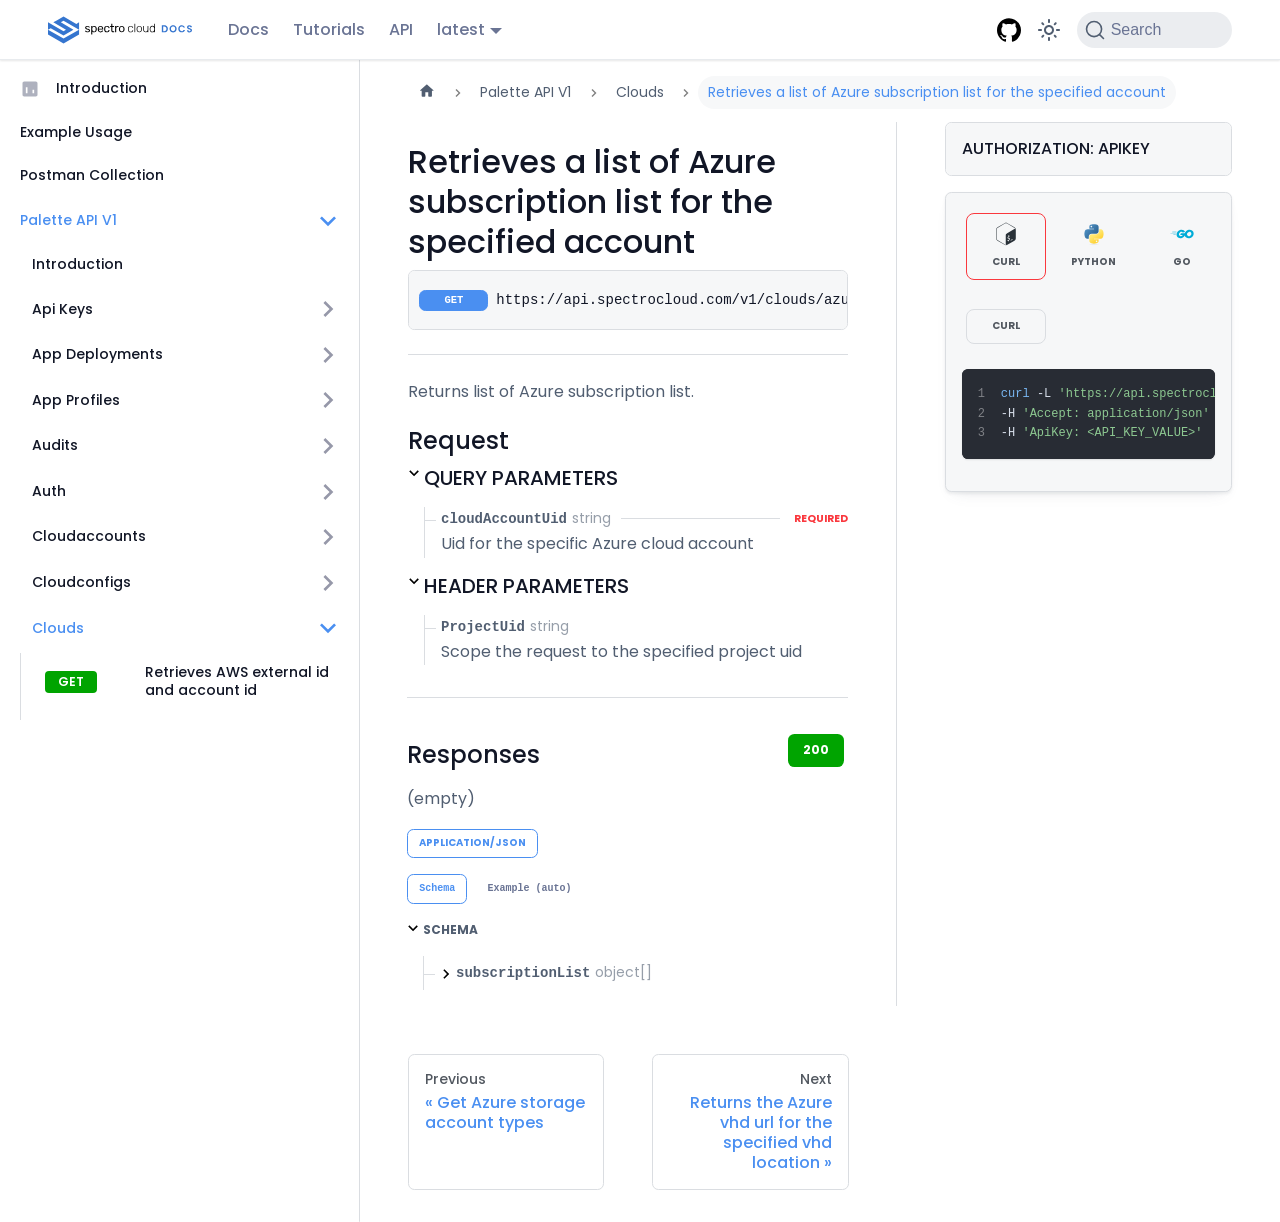 spectro cloud DOCS
Docs
Tutorials
API
latest
Search
Introduction
Example Usage
Postman Collection
Palette API V1
Introduction
Api Keys
App Deployments
App Profiles
Audits
Auth
Cloudaccounts
Cloudconfigs
Clouds
GET
Retrieves AWS external id
and account id
Palette API V1
Clouds
Retrieves a list of Azure subscription list for the specified account
Retrieves a list of Azure
subscription list for the
specified account
GET https://api.spectrocloud.com/v1/clouds/azu
Returns list of Azure subscription list.
Request
QUERY PARAMETERS
cloudAccountUid string REQUIRED
Uid for the specific Azure cloud account
HEADER PARAMETERS
ProjectUid string
Scope the request to the specified project uid
Responses
200
(empty)
APPLICATION/JSON
Schema
Example (auto)
SCHEMA
subscriptionList object[]
Previous
« Get Azure storage
account types
Next
Returns the Azure
vhd url for the
specified vhd
location »
AUTHORIZATION: APIKEY
CURL
PYTHON
GO
CURL
1 curl -L 'https://api.spectrocl
2 -H 'Accept: application/json'
3 -H 'ApiKey: <API_KEY_VALUE>'